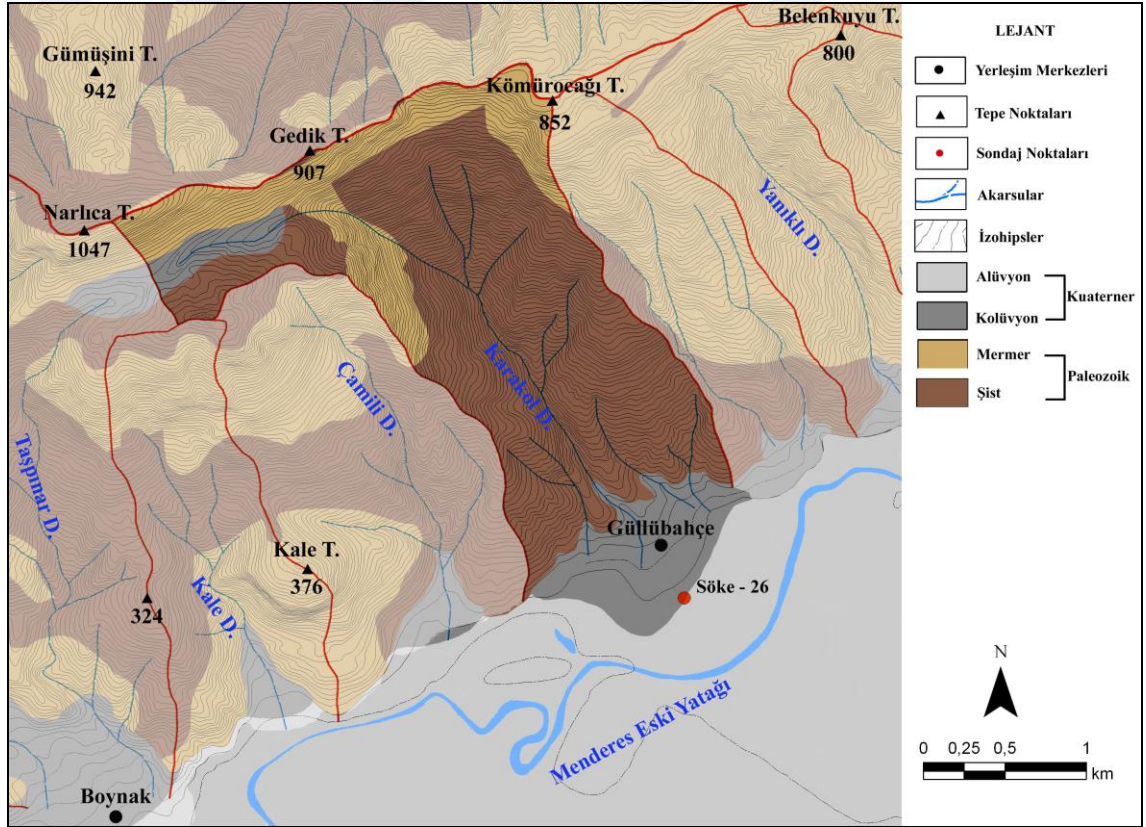 Belenkuyu T.
800
Gümüşini T.
942
Kömürocağı T.
852
Gedik T.
907
Narlıca T.
1047
Yanıklı D.
Karakol D.
Çamili D.
Taşpınar D.
Kale D.
Kale T.
376
324
Güllübahçe
Söke - 26
Menderes Eski Yatağı
Boynak
LEJANT
Yerleşim Merkezleri
Tepe Noktaları
Sondaj Noktaları
Akarsular
İzohipsler
Alüvyon
Kolüvyon
Kuaterner
Mermer
Şist
Paleozoik
N
0 0,25 0,5 1
km